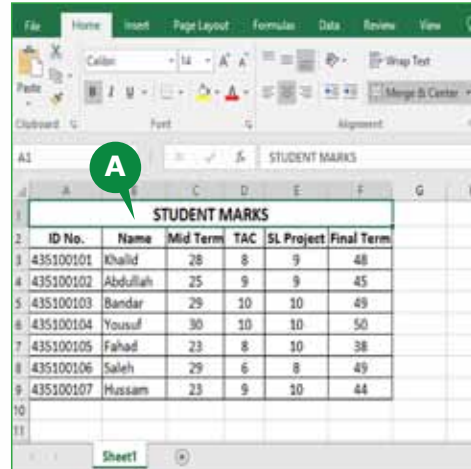 File Home Insert Page Layout Formulas Data Review View
Calibri 14 A A Wrap Text
Paste B I U A Merge & Center
Clipboard Font Alignment
A1 fx STUDENT MARKS
A
A B C D E F G
1 STUDENT MARKS
2 ID No. Name Mid Term TAC SL Project Final Term
3 435100101 Khalid 28 8 9 48
4 435100102 Abdullah 25 9 9 45
5 435100103 Bandar 29 10 10 49
6 435100104 Yousuf 30 10 10 50
7 435100105 Fahad 23 8 10 38
8 435100106 Saleh 29 6 8 49
9 435100107 Hussam 23 9 10 44
10
11
Sheet1